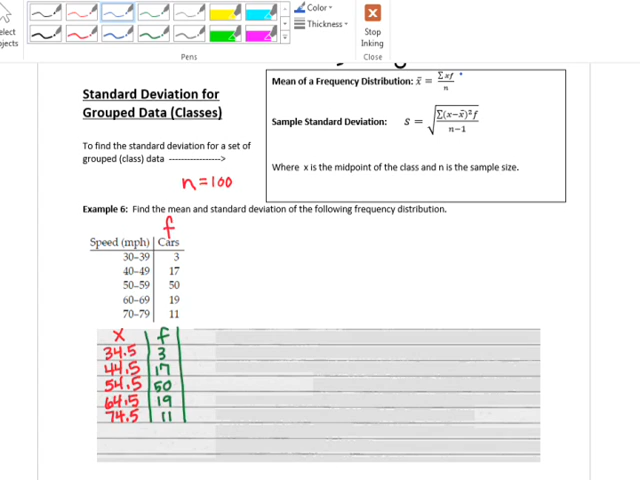 Color
Thickness
Stop
Inking
Pens
Close
Standard Deviation for
Grouped Data (Classes)
To find the standard deviation for a set of
grouped (class) data ----------------->
n = 100
Mean of a Frequency Distribution: x̄ = Σxf / n
Sample Standard Deviation: s = √(Σ(x−x̄)²f / n−1)
Where x is the midpoint of the class and n is the sample size.
Example 6: Find the mean and standard deviation of the following frequency distribution.
f
Speed (mph) Cars
30–39 3
40–49 17
50–59 50
60–69 19
70–79 11
x f
34.5 3
44.5 17
54.5 50
64.5 19
74.5 11